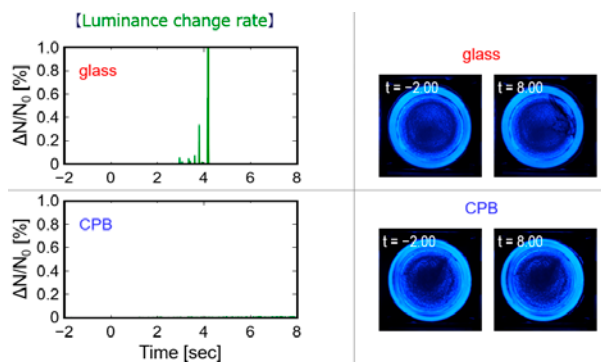 【Luminance change rate】
glass
ΔN/N₀ [%]
1.0
0.8
0.6
0.4
0.2
0
−2 0 2 4 6 8
glass
t = −2.00 t = 8.00
CPB
ΔN/N₀ [%]
1.0
0.8
0.6
0.4
0.2
0
−2 0 2 4 6 8
Time [sec]
CPB
t = −2.00 t = 8.00